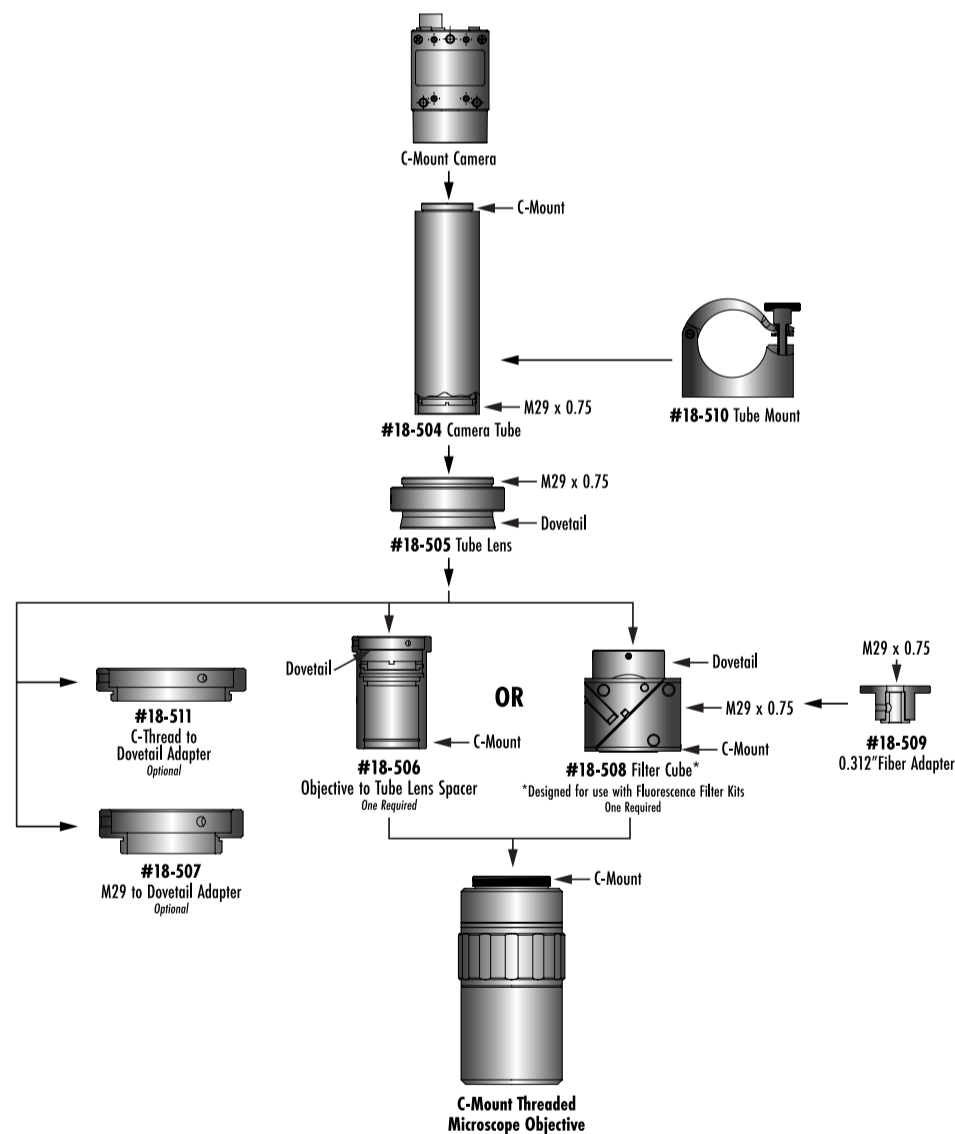 C-Mount Camera
C-Mount
M29 x 0.75
#18-504 Camera Tube
#18-510 Tube Mount
M29 x 0.75
Dovetail
#18-505 Tube Lens
#18-511
C-Thread to
Dovetail Adapter
Optional
#18-507
M29 to Dovetail Adapter
Optional
Dovetail
C-Mount
#18-506
Objective to Tube Lens Spacer
One Required
OR
Dovetail
M29 x 0.75
C-Mount
#18-508 Filter Cube*
*Designed for use with Fluorescence Filter Kits
One Required
M29 x 0.75
#18-509
0.312"Fiber Adapter
C-Mount
C-Mount Threaded
Microscope Objective